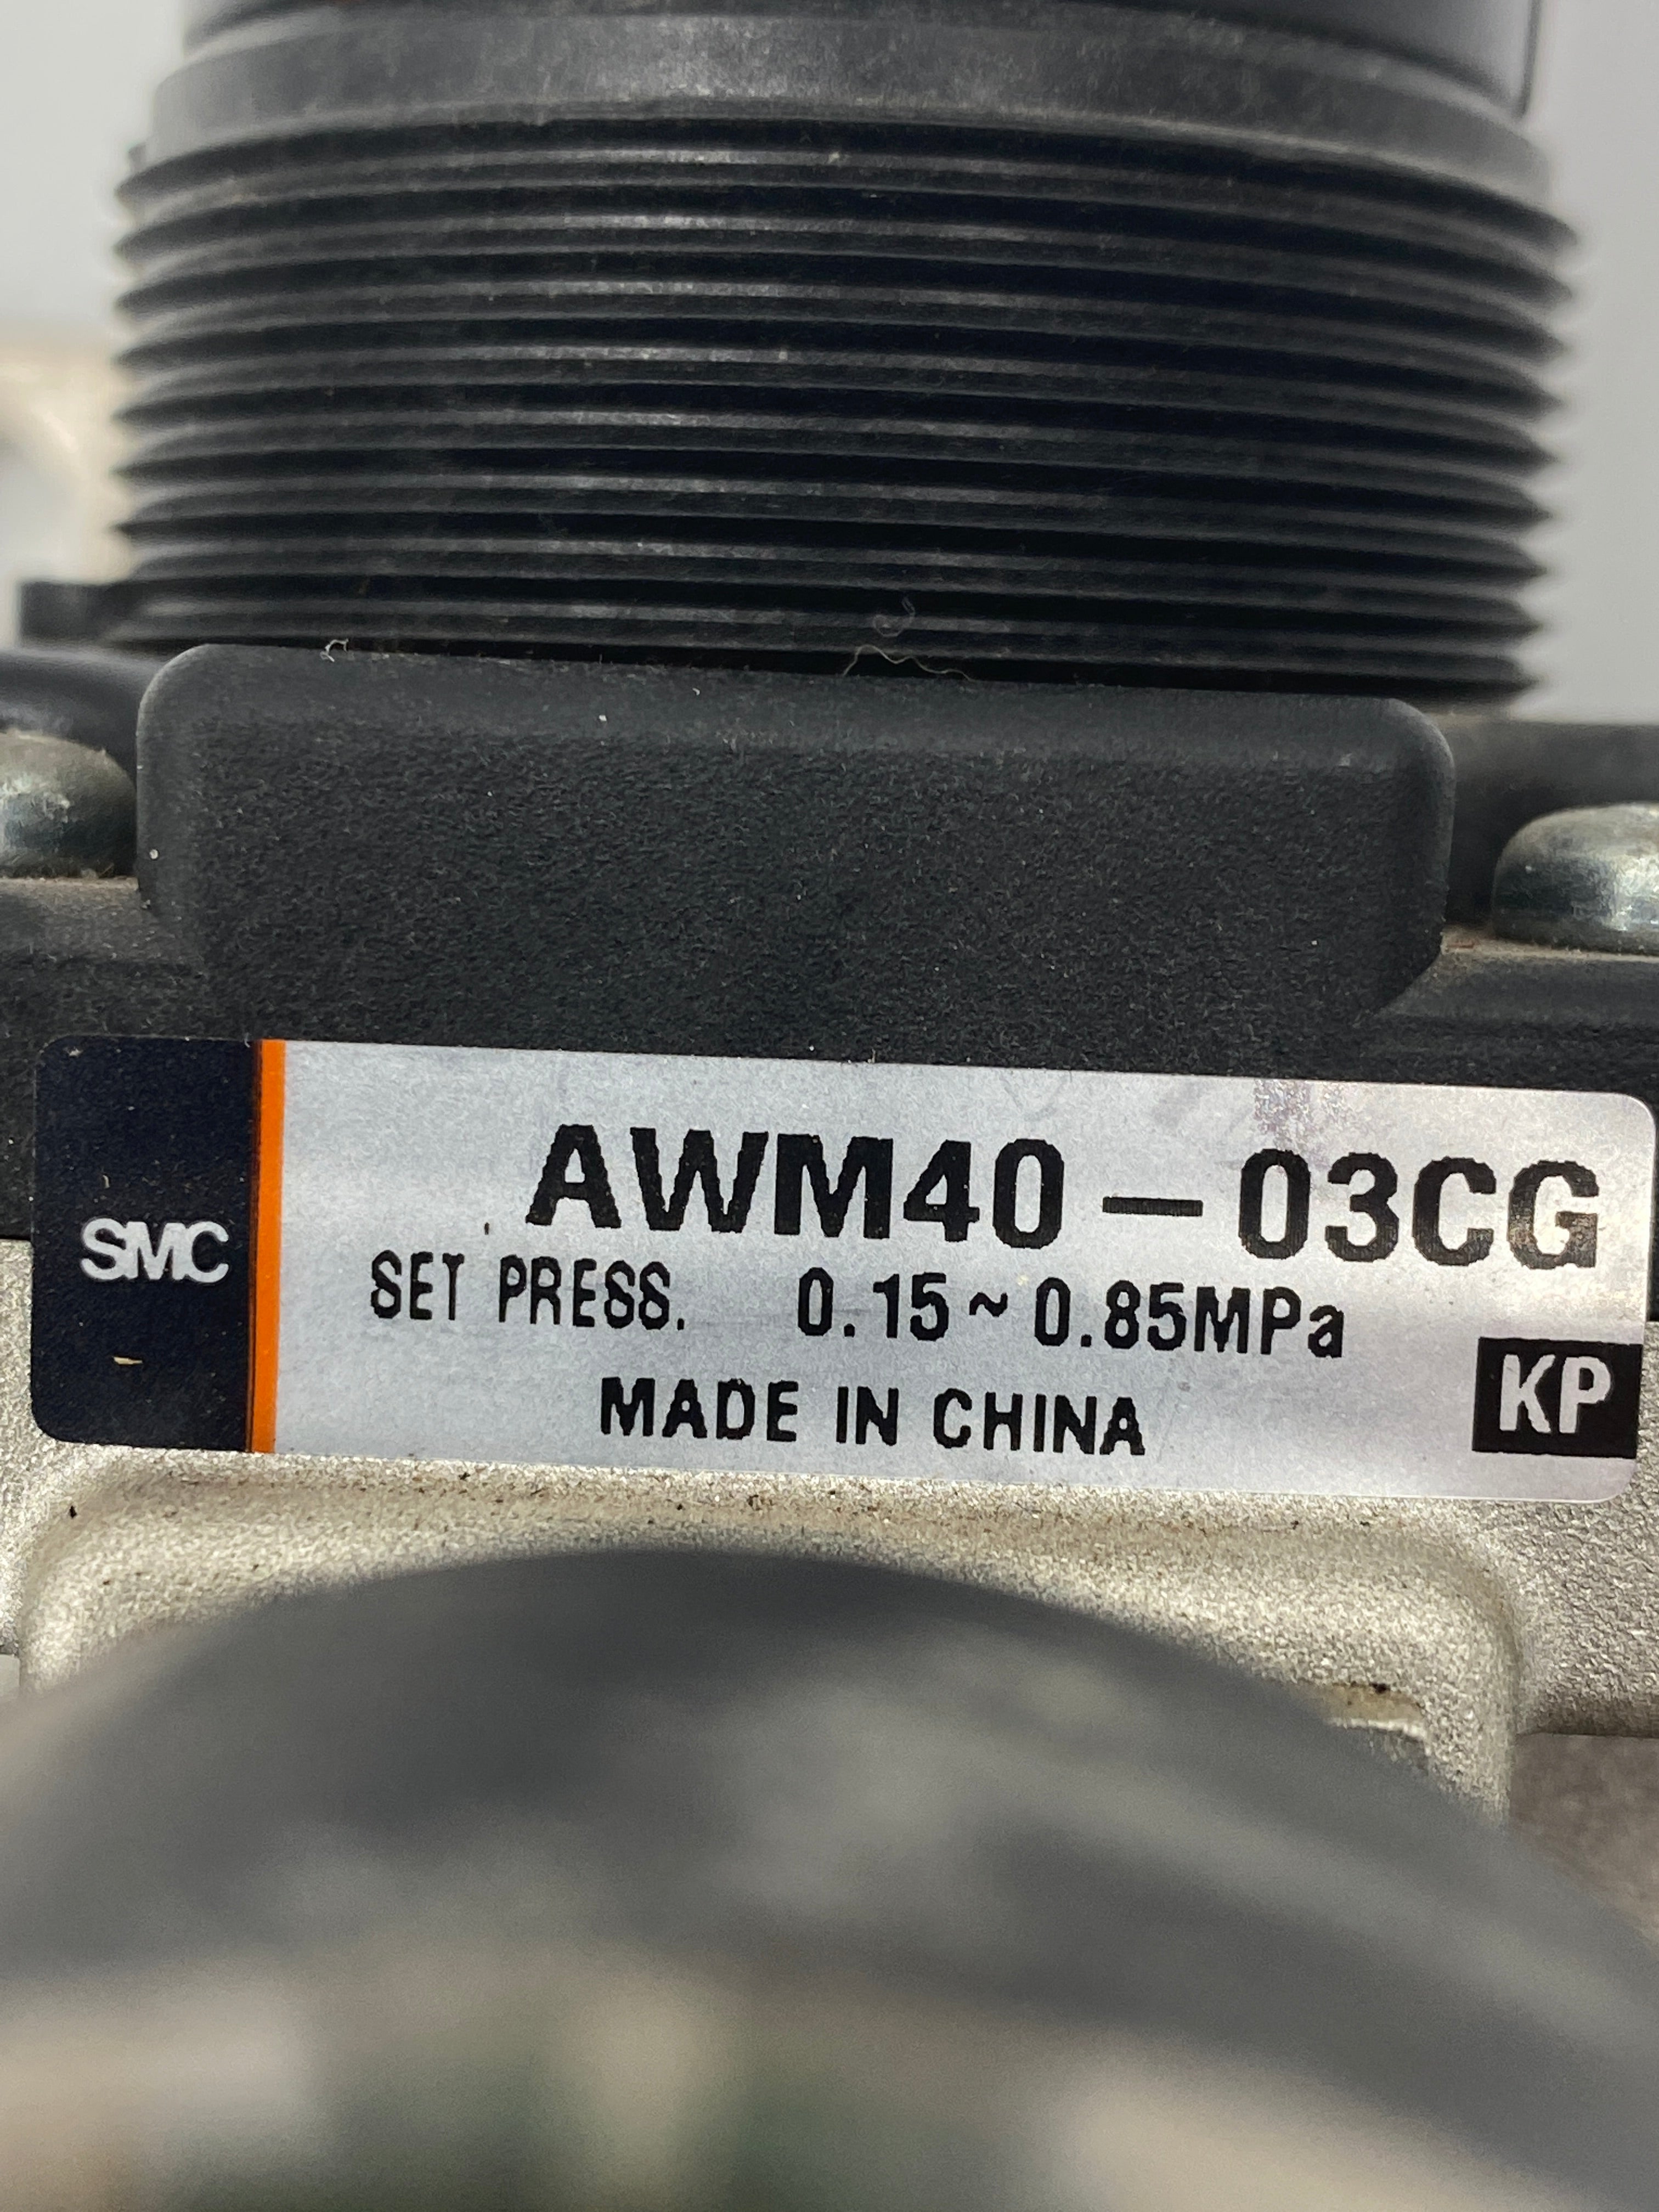 SMC
AWM40-03CG
SET PRESS. 0.15~0.85MPa
MADE IN CHINA
KP